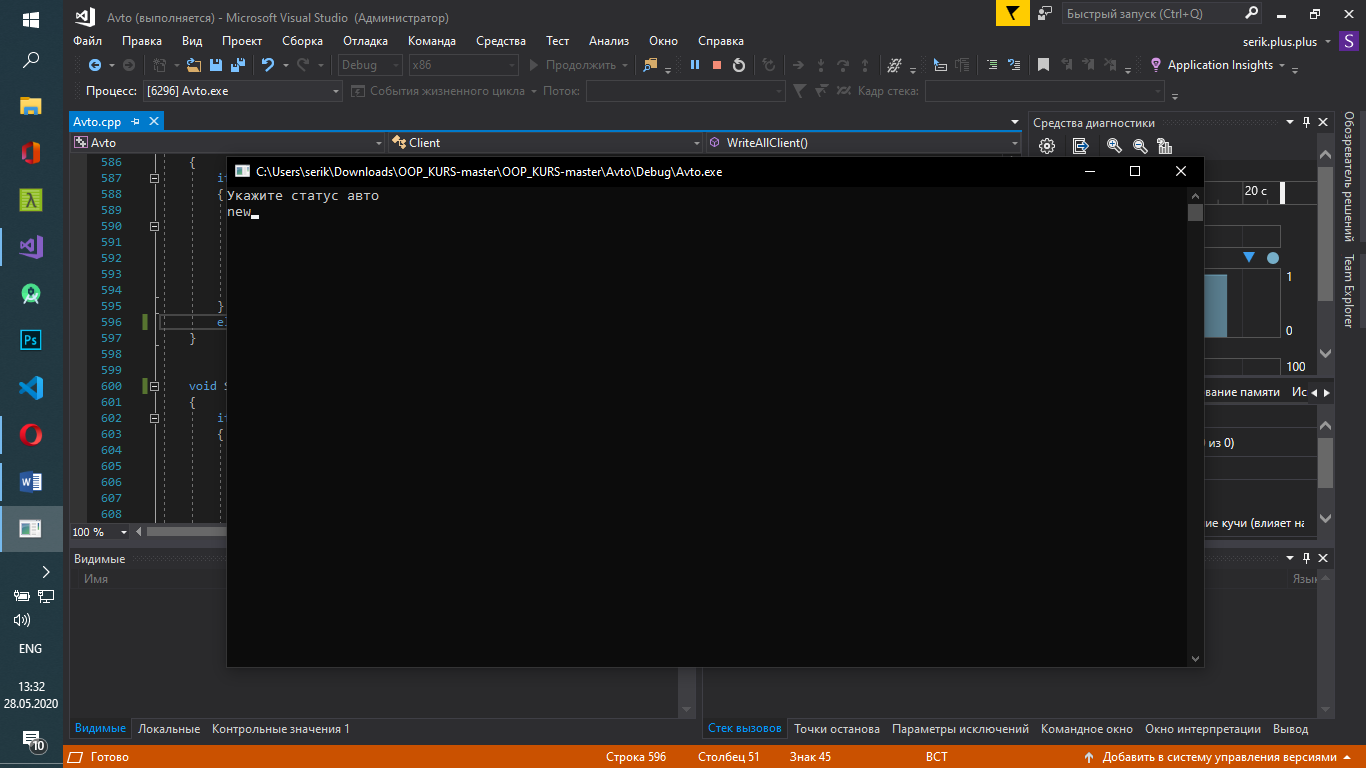 Avto (выполняется) - Microsoft Visual Studio (Администратор)
Быстрый запуск (Ctrl+Q)
Файл Правка Вид Проект Сборка Отладка Команда Средства Тест Анализ Окно Справка
serik.plus.plus S
Debug x86 Продолжить Application Insights
Процесс: [6296] Avto.exe События жизненного цикла Поток: Кадр стека:
Avto.cpp
Avto Client WriteAllClient()
Средства диагностики
20 с
1
0
100
ование памяти Ис
из 0)
ие кучи (влияет на
Обозреватель решений
Team Explorer
C:\Users\serik\Downloads\OOP_KURS-master\OOP_KURS-master\Avto\Debug\Avto.exe
Укажите статус авто
new
586 {
587
588 {
589
590
591
592
593
594
595 }
596
597 }
598
599
600 void
601 {
602
603 {
604
605
606
607
608
100 %
Видимые
Имя
Язык
Видимые Локальные Контрольные значения 1
Стек вызовов Точки останова Параметры исключений Командное окно Окно интерпретации Вывод
Готово Строка 596 Столбец 51 Знак 45 ВСТ Добавить в систему управления версиями
Ps
W
ENG
13:32
28.05.2020
10